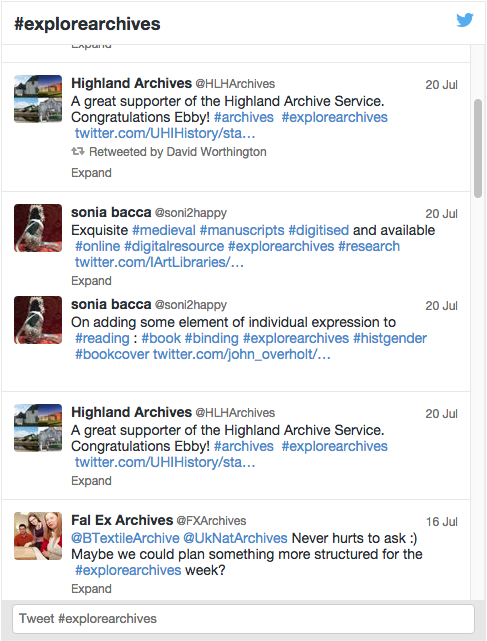 #explorearchives
Expand
Highland Archives @HLHArchives 20 Jul
A great supporter of the Highland Archive Service.
Congratulations Ebby! #archives #explorearchives
twitter.com/UHIHistory/sta…
Retweeted by David Worthington
Expand
sonia bacca @soni2happy 20 Jul
Exquisite #medieval #manuscripts #digitised and available
#online #digitalresource #explorearchives #research
twitter.com/IArtLibraries/…
Expand
sonia bacca @soni2happy 20 Jul
On adding some element of individual expression to
#reading : #book #binding #explorearchives #histgender
#bookcover twitter.com/john_overholt/…
Highland Archives @HLHArchives 20 Jul
A great supporter of the Highland Archive Service.
Congratulations Ebby! #archives #explorearchives
twitter.com/UHIHistory/sta…
Expand
Fal Ex Archives @FXArchives 16 Jul
@BTextileArchive @UkNatArchives Never hurts to ask :)
Maybe we could plan something more structured for the
#explorearchives week?
Expand
Tweet #explorearchives